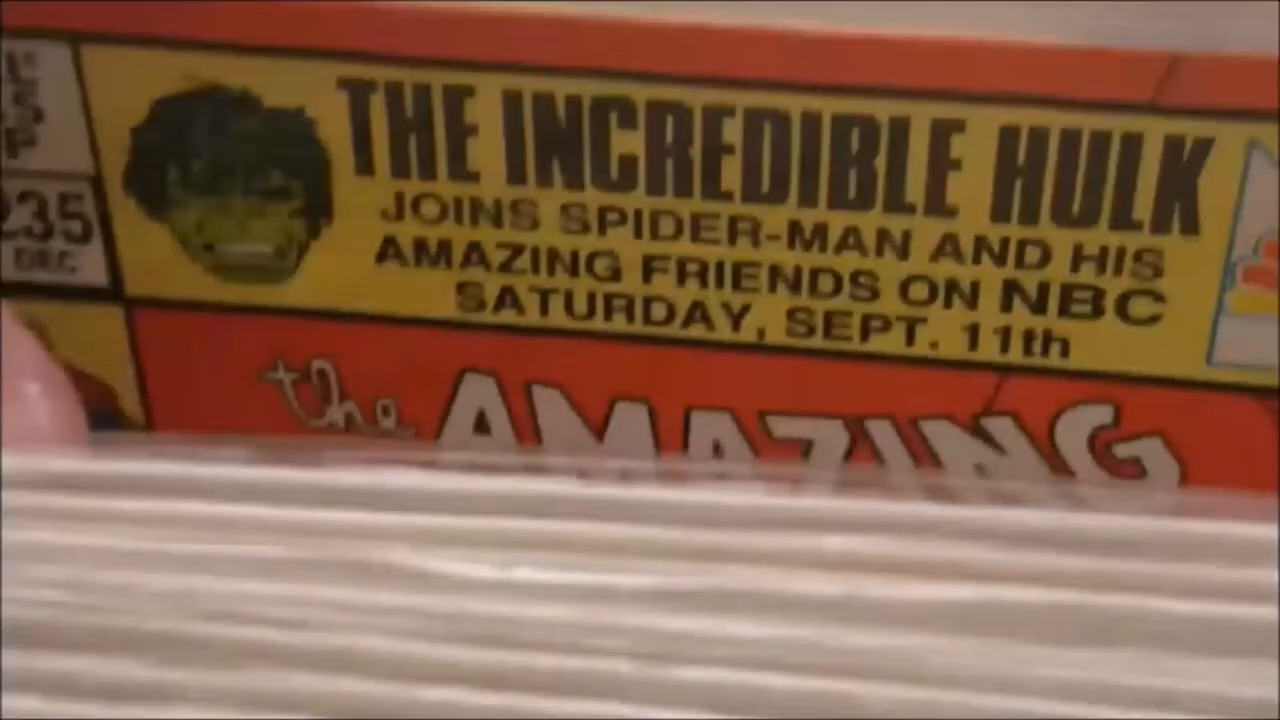 235
DEC
THE INCREDIBLE HULK
JOINS SPIDER-MAN AND HIS
AMAZING FRIENDS ON NBC
SATURDAY, SEPT. 11th
the AMAZING